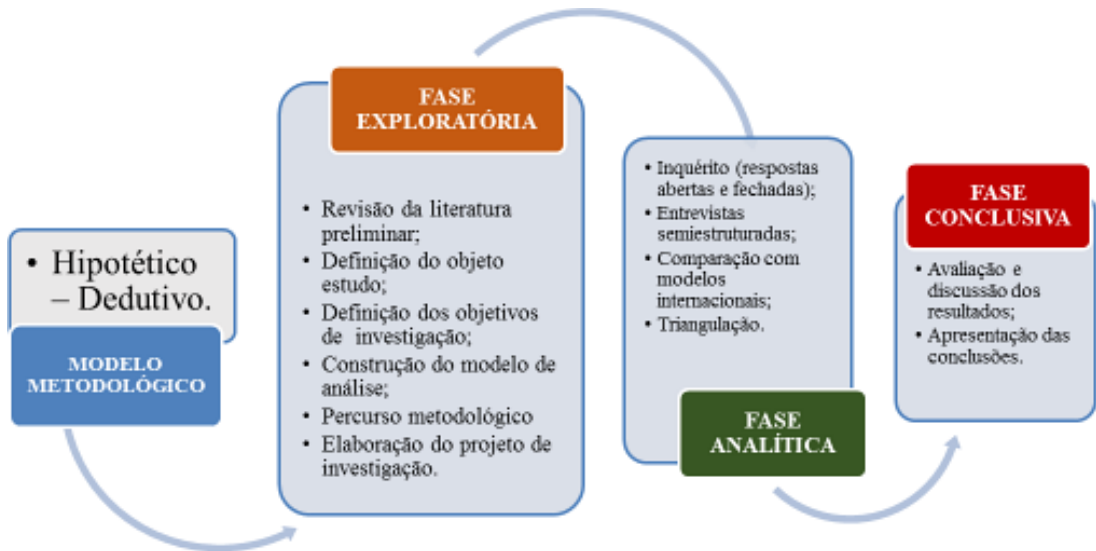 • Hipotético
– Dedutivo.
MODELO
METODOLÓGICO
FASE
EXPLORATÓRIA
• Revisão da literatura
preliminar;
• Definição do objeto
estudo;
• Definição dos objetivos
de investigação;
• Construção do modelo de
análise;
• Percurso metodológico
• Elaboração do projeto de
investigação.
• Inquérito (respostas
abertas e fechadas);
• Entrevistas
semiestruturadas;
• Comparação com
modelos
internacionais;
• Triangulação.
FASE
ANALÍTICA
FASE
CONCLUSIVA
• Avaliação e
discussão dos
resultados;
• Apresentação das
conclusões.